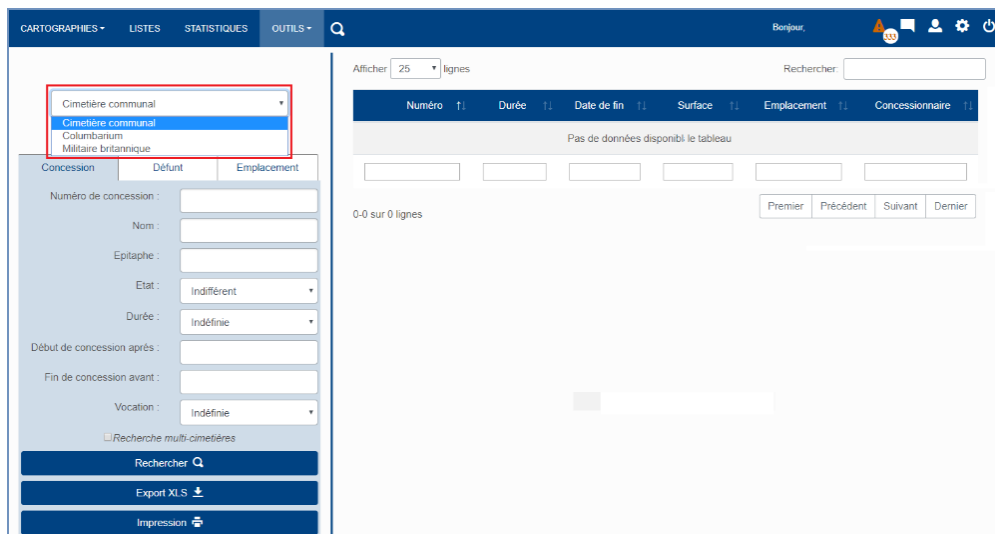 CARTOGRAPHIES LISTES STATISTIQUES OUTILS Bonjour, 333
Cimetière communal
Cimetière communal
Columbarium
Militaire britannique
Concession Défunt Emplacement
Numéro de concession :
Nom :
Epitaphe :
Etat : Indifférent
Durée : Indéfinie
Début de concession après :
Fin de concession avant :
Vocation : Indéfinie
Recherche multi-cimetières
Rechercher
Export XLS
Impression
Afficher 25 lignes Rechercher:
Numéro Durée Date de fin Surface Emplacement Concessionnaire
Pas de données disponibl le tableau
0-0 sur 0 lignes Premier Précédent Suivant Dernier